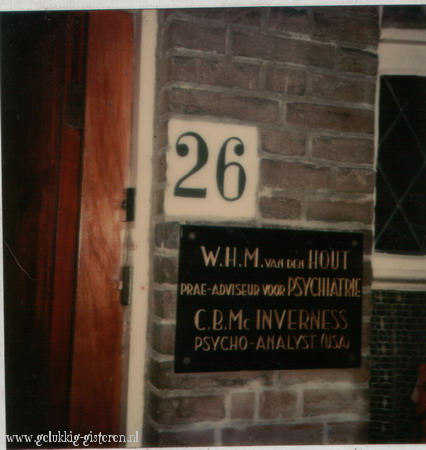 26
W.H.M. VAN DEN HOUT
PRAE-ADVISEUR VOOR PSYCHIATRIE
C.B. Mc INVERNESS
PSYCHO-ANALYST (USA)
www.gelukkig-gisteren.nl